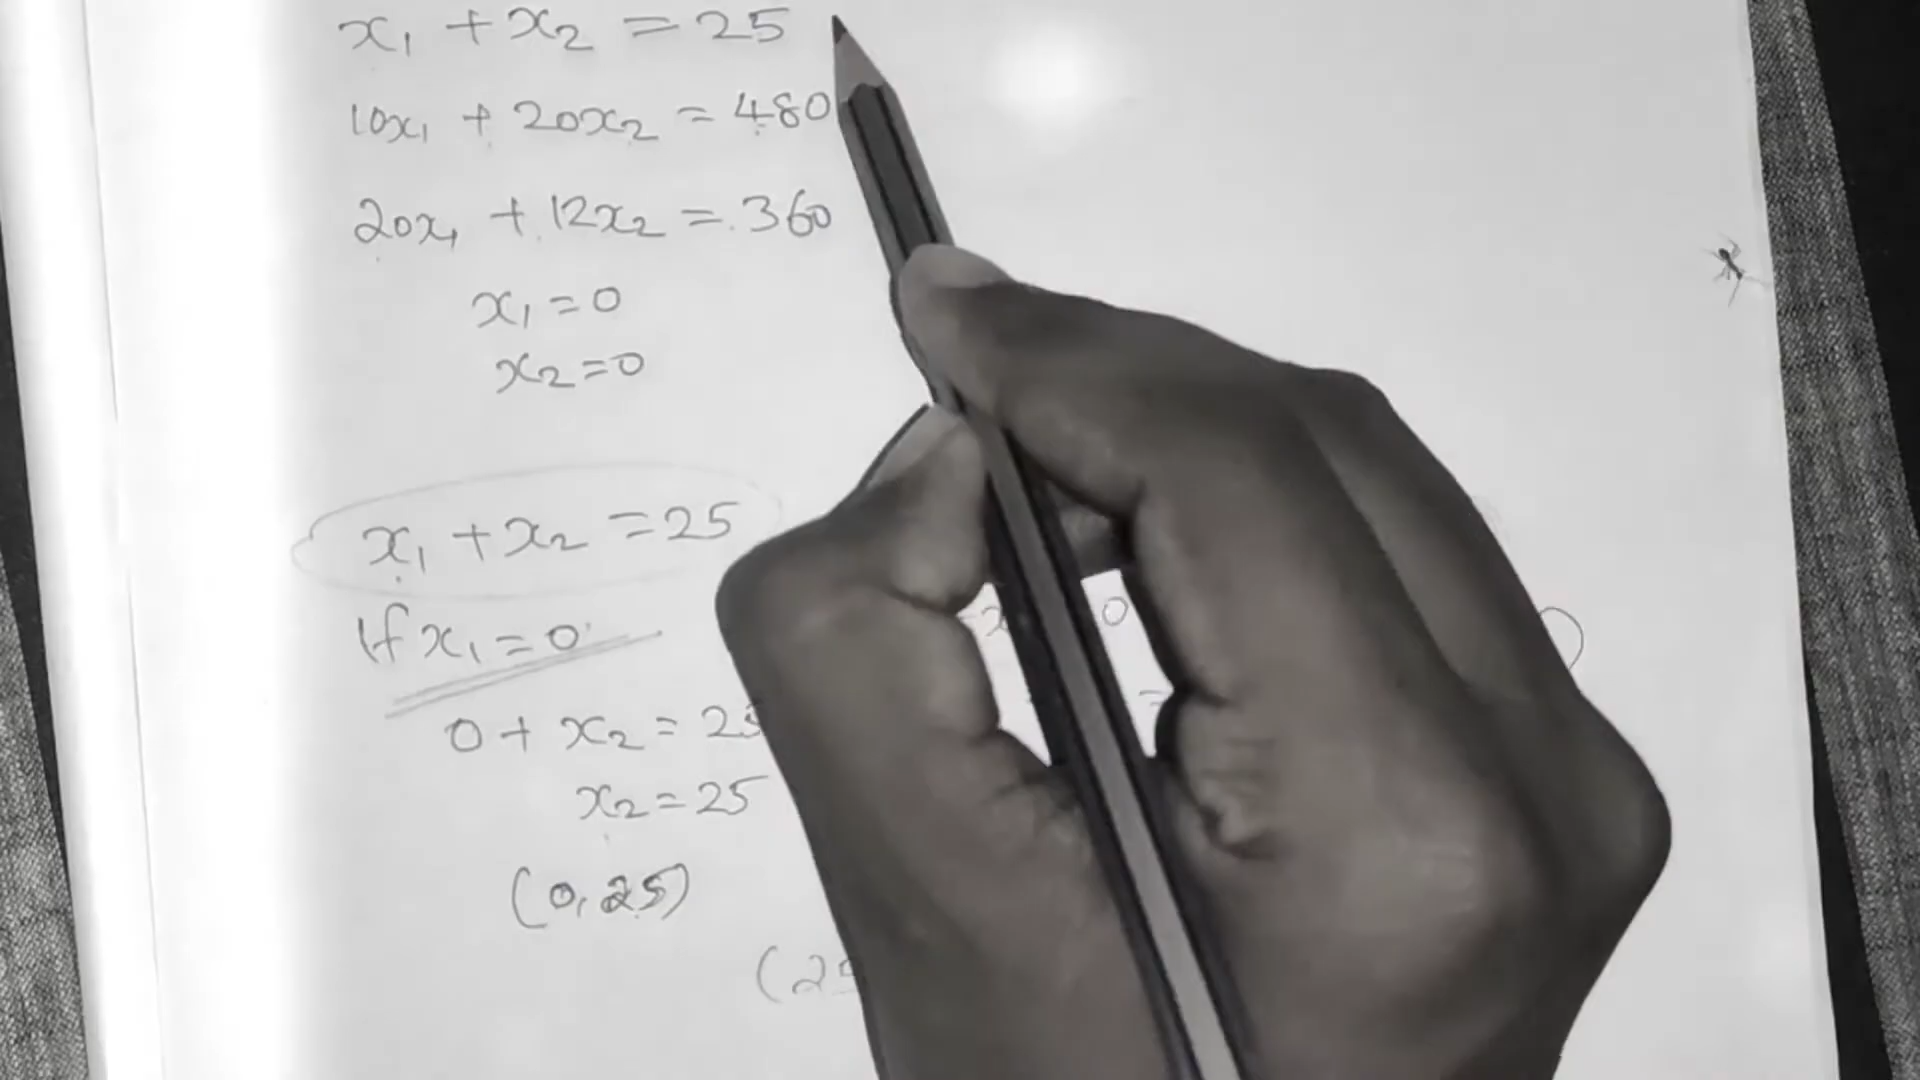 x₁ + x₂ = 25
10x₁ + 20x₂ = 480
20x₁ + 12x₂ = 360
x₁ = 0
x₂ = 0
x₁ + x₂ = 25
If x₁ = 0
0 + x₂ = 25
x₂ = 25
(0, 25)